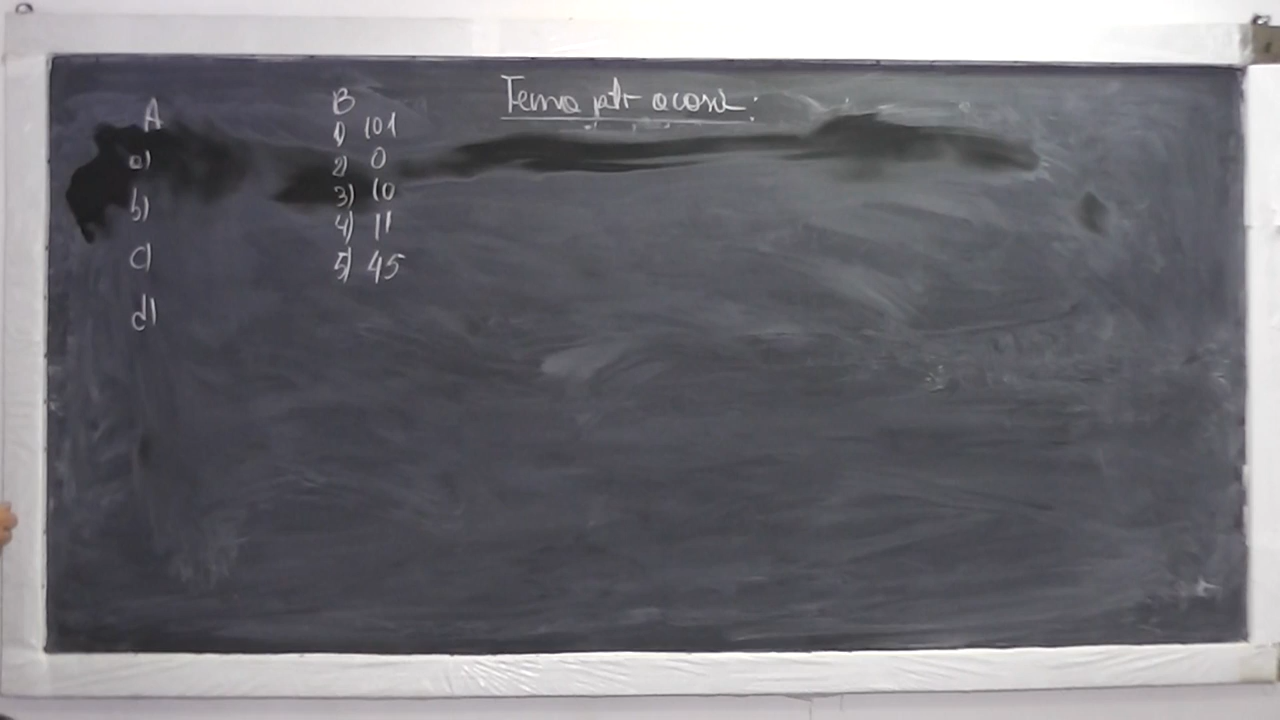 Tema ptr acasă:
A
a)
b)
c)
d)
B
1) 101
2) 0
3) 10
4) 11
5) 45